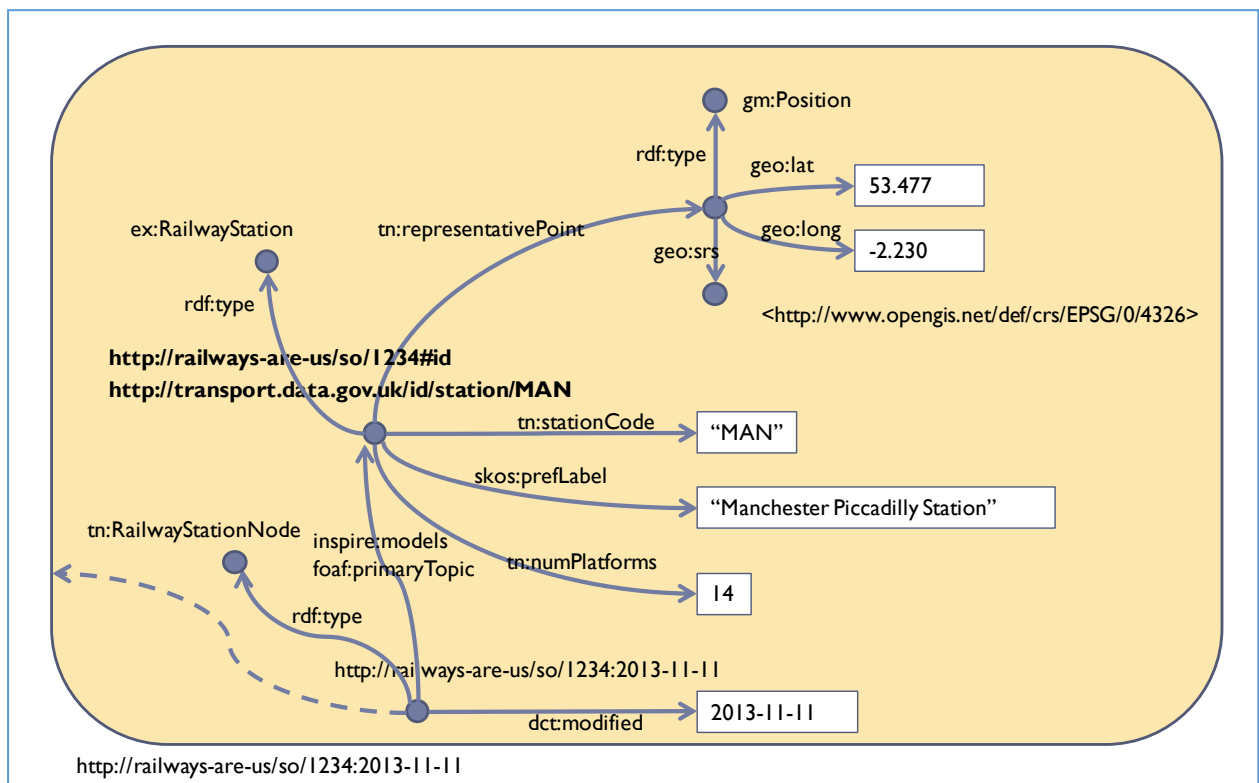 gm:Position
rdf:type
geo:lat
53.477
ex:RailwayStation
tn:representativePoint
geo:long
-2.230
geo:srs
rdf:type
<http://www.opengis.net/def/crs/EPSG/0/4326>
http://railways-are-us/so/1234#id
http://transport.data.gov.uk/id/station/MAN
tn:stationCode
“MAN”
skos:prefLabel
“Manchester Piccadilly Station”
tn:RailwayStationNode
inspire:models
foaf:primaryTopic
tn:numPlatforms
14
rdf:type
http://railways-are-us/so/1234:2013-11-11
dct:modified
2013-11-11
http://railways-are-us/so/1234:2013-11-11